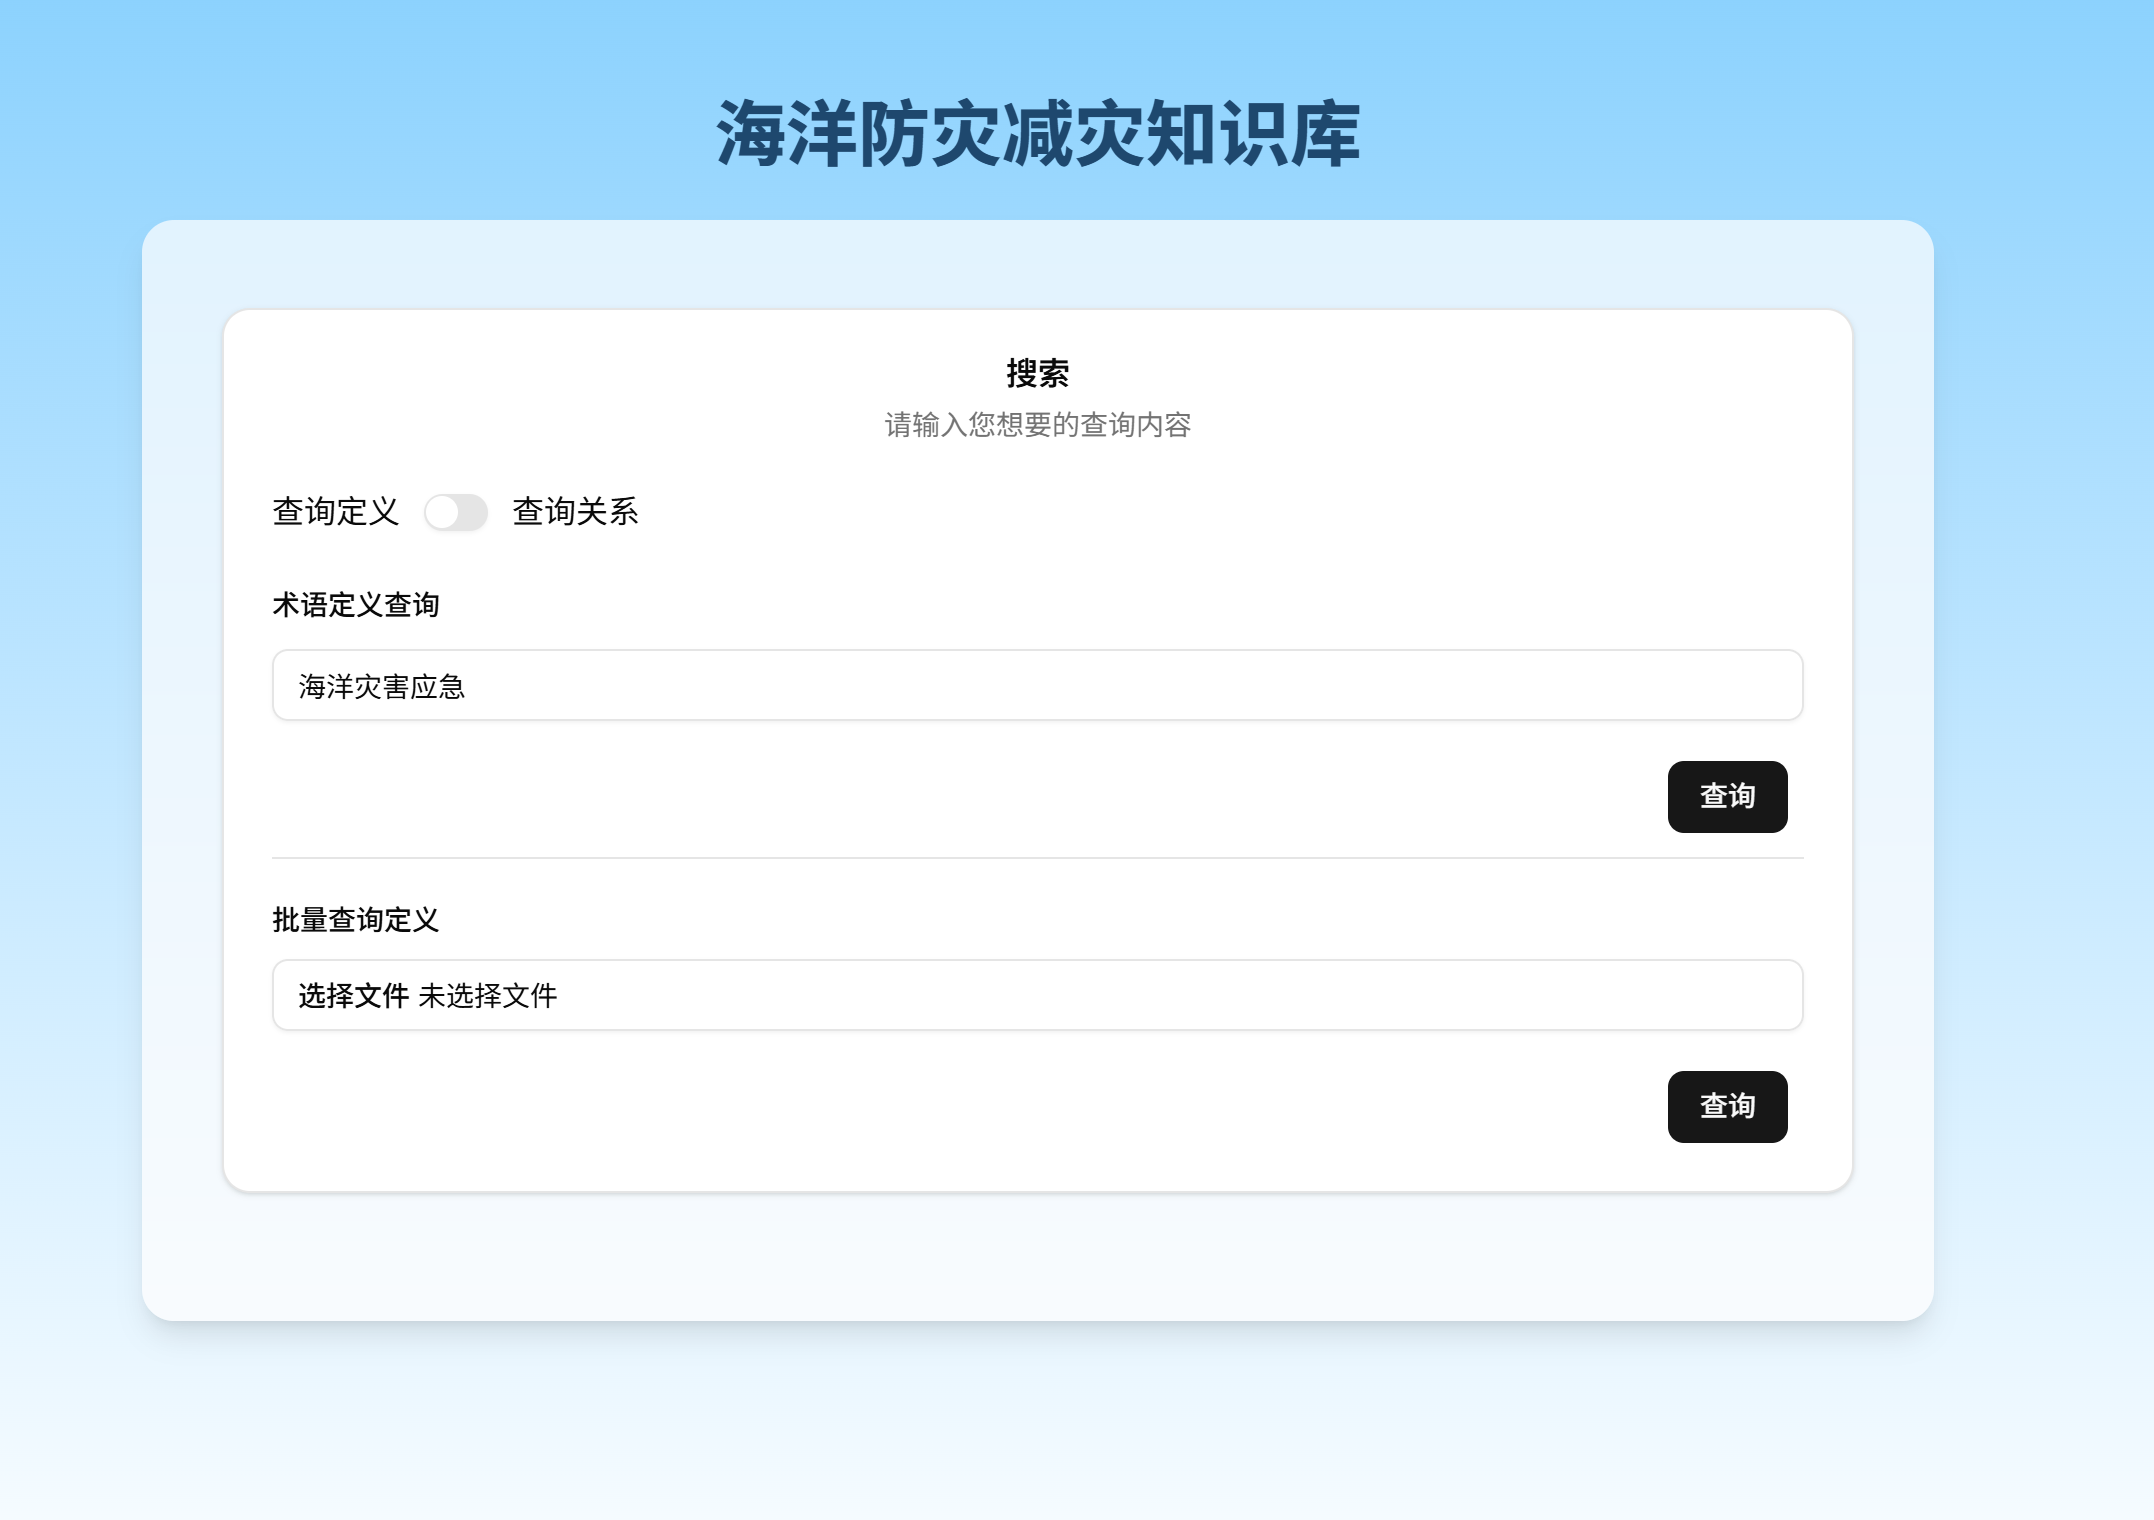 海洋防灾减灾知识库
搜索
请输入您想要的查询内容
查询定义 查询关系
术语定义查询
海洋灾害应急
查询
批量查询定义
选择文件 未选择文件
查询